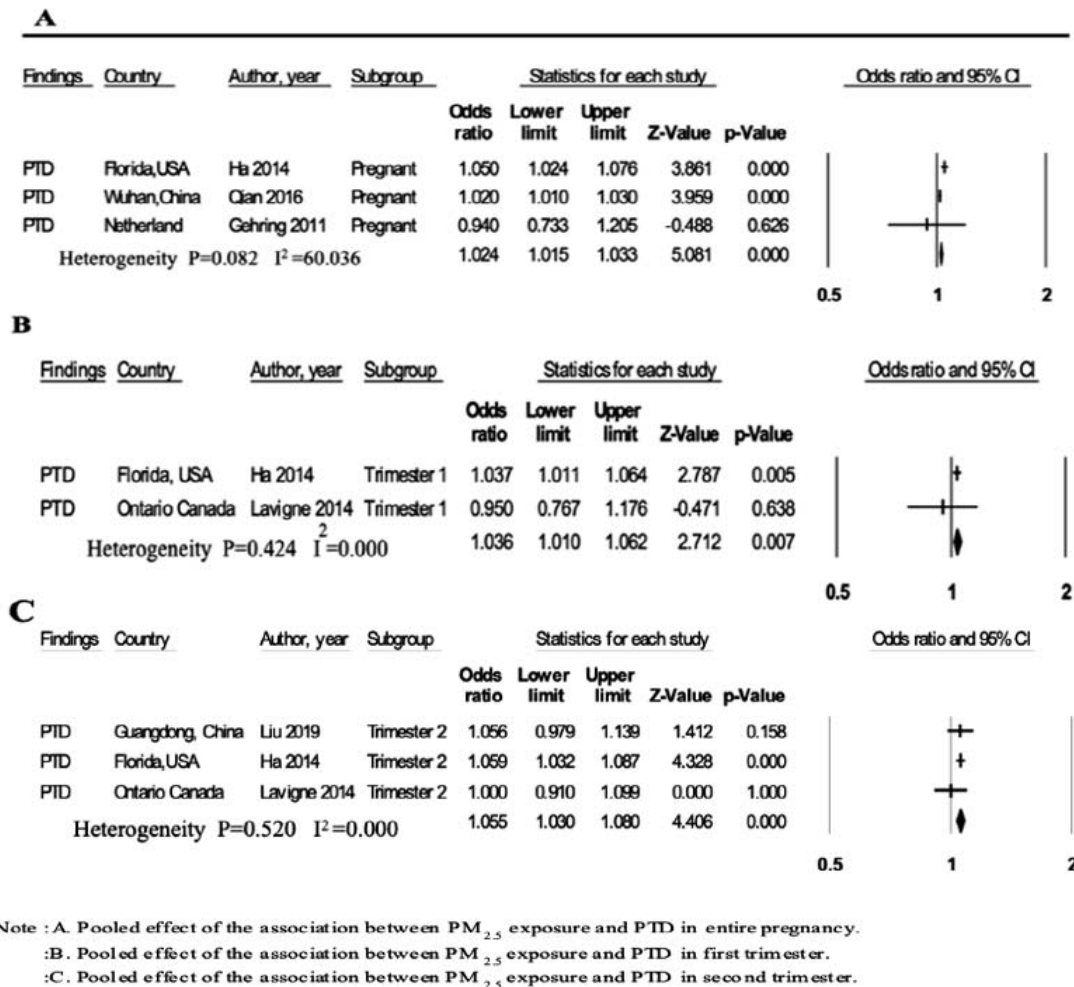 A
Findings Country Author, year Subgroup Statistics for each study Odds ratio and 95% CI
Odds ratio Lower limit Upper limit Z-Value p-Value
PTD Florida,USA Ha 2014 Pregnant 1.050 1.024 1.076 3.861 0.000
PTD Wuhan,China Qian 2016 Pregnant 1.020 1.010 1.030 3.959 0.000
PTD Netherland Gehring 2011 Pregnant 0.940 0.733 1.205 -0.488 0.626
Heterogeneity P=0.082 I²=60.036 1.024 1.015 1.033 5.081 0.000
0.5 1 2
B
Findings Country Author, year Subgroup Statistics for each study Odds ratio and 95% CI
Odds ratio Lower limit Upper limit Z-Value p-Value
PTD Florida, USA Ha 2014 Trimester 1 1.037 1.011 1.064 2.787 0.005
PTD Ontario Canada Lavigne 2014 Trimester 1 0.950 0.767 1.176 -0.471 0.638
Heterogeneity P=0.424 I²=0.000 1.036 1.010 1.062 2.712 0.007
0.5 1 2
C
Findings Country Author, year Subgroup Statistics for each study Odds ratio and 95% CI
Odds ratio Lower limit Upper limit Z-Value p-Value
PTD Guangdong, China Liu 2019 Trimester 2 1.056 0.979 1.139 1.412 0.158
PTD Florida,USA Ha 2014 Trimester 2 1.059 1.032 1.087 4.328 0.000
PTD Ontario Canada Lavigne 2014 Trimester 2 1.000 0.910 1.099 0.000 1.000
Heterogeneity P=0.520 I²=0.000 1.055 1.030 1.080 4.406 0.000
0.5 1 2
Note :A. Pooled effect of the association between PM2.5 exposure and PTD in entire pregnancy.
:B. Pooled effect of the association between PM2.5 exposure and PTD in first trimester.
:C. Pooled effect of the association between PM2.5 exposure and PTD in second trimester.